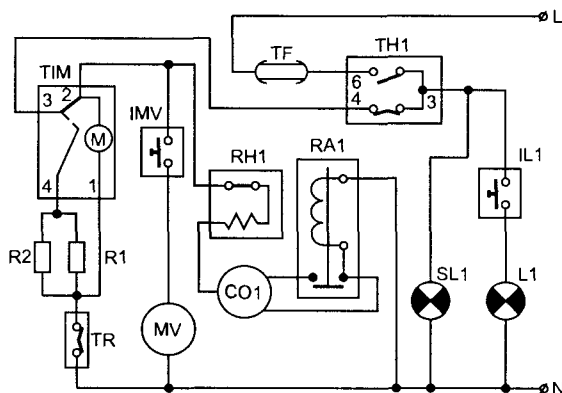 L
TF
TH1
6
4
3
TIM
3
2
M
4
1
IMV
RH1
RA1
IL1
R2
R1
TR
MV
CO1
SL1
L1
N